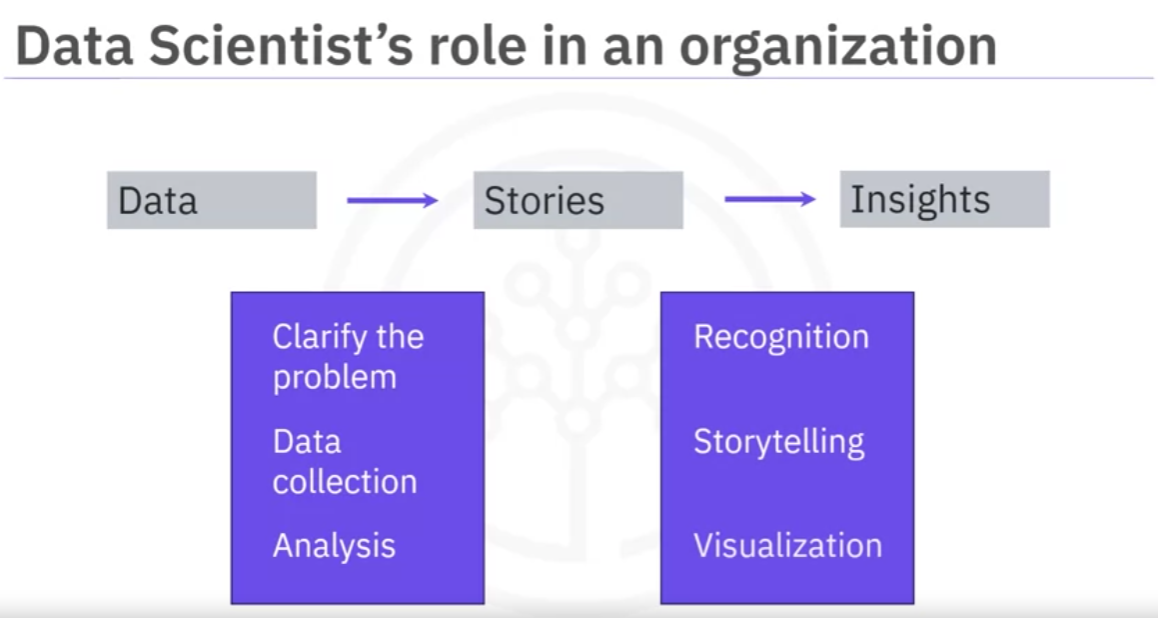 Data Scientist’s role in an organization
Data
Stories
Insights
Clarify the
problem
Data
collection
Analysis
Recognition
Storytelling
Visualization